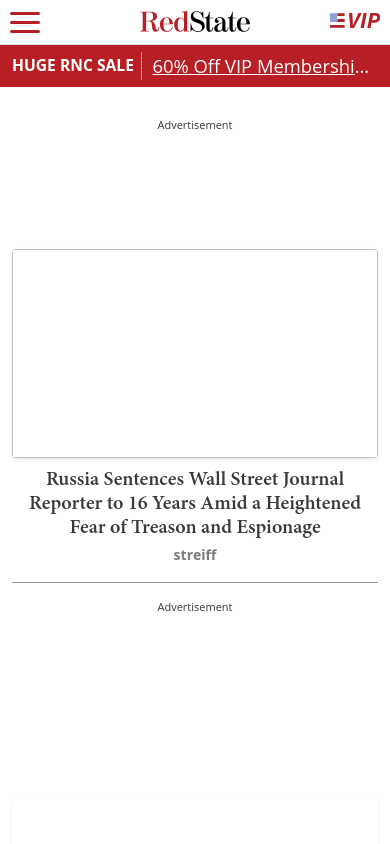 RedState
VIP
HUGE RNC SALE
60% Off VIP Membershi...
Advertisement
Russia Sentences Wall Street Journal
Reporter to 16 Years Amid a Heightened
Fear of Treason and Espionage
streiff
Advertisement